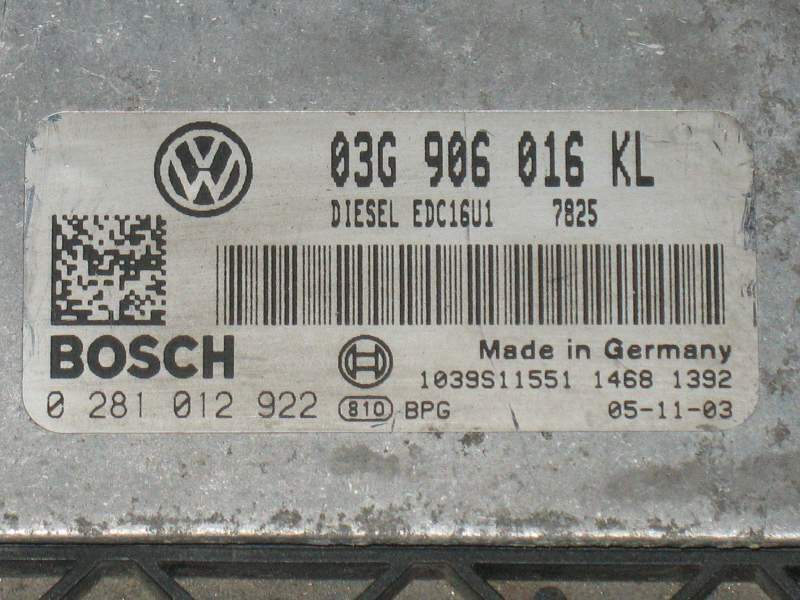 03G 906 016 KL
DIESEL EDC16U1 7825
BOSCH
Made in Germany
1039S11551 1468 1392
0 281 012 922 810 BPG 05-11-03